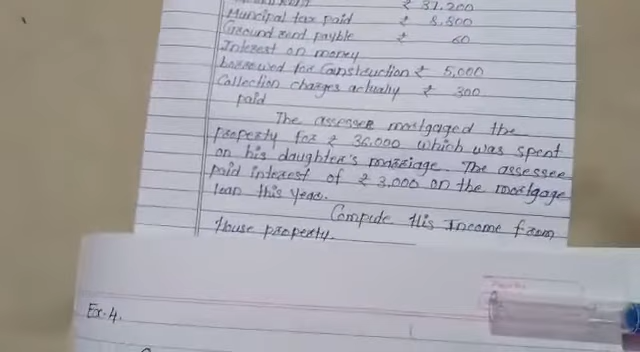 ₹ 31,200
Muncipal tax paid ₹ 8,800
Ground rent payble ₹ 60
Interest on money
borrowed for Construction ₹ 5,000
Collection charges actually ₹ 300
paid
The assessee mortgaged the
property for ₹ 36,000 which was spent
on his daughter's marriage. The assessee
paid interest of ₹ 3,000 on the mortgage
loan this year.
Compute His Income from
House property.
Ex. 4.